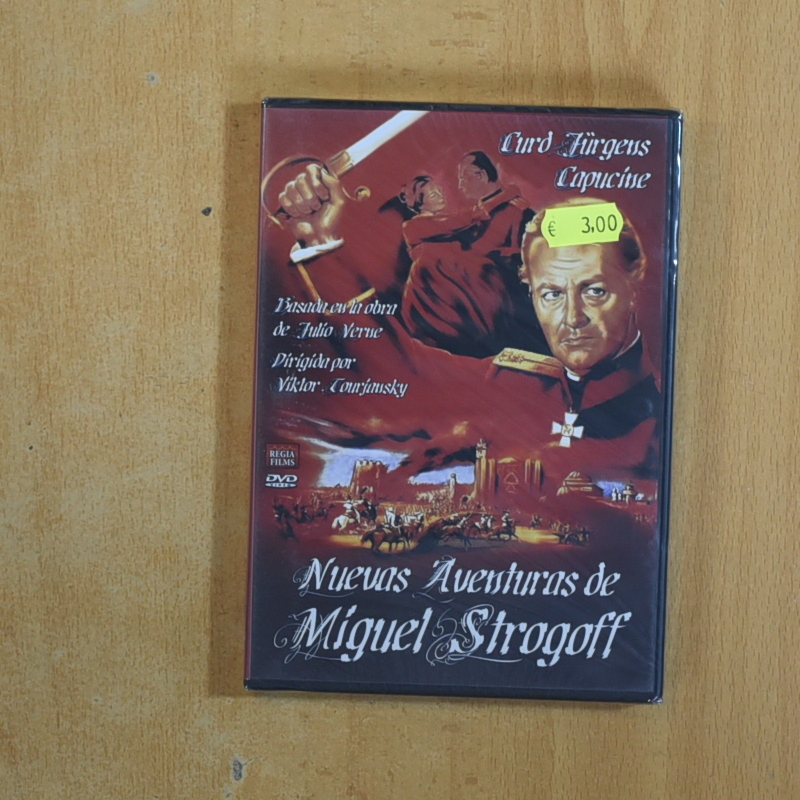 Curd Jürgens
Capucine
€ 3,00
Basada en la obra
de Julio Verne
Dirigida por
Viktor Tourjansky
REGIA
FILMS
DVD
VIDEO
Nuevas Aventuras de
Miguel Strogoff